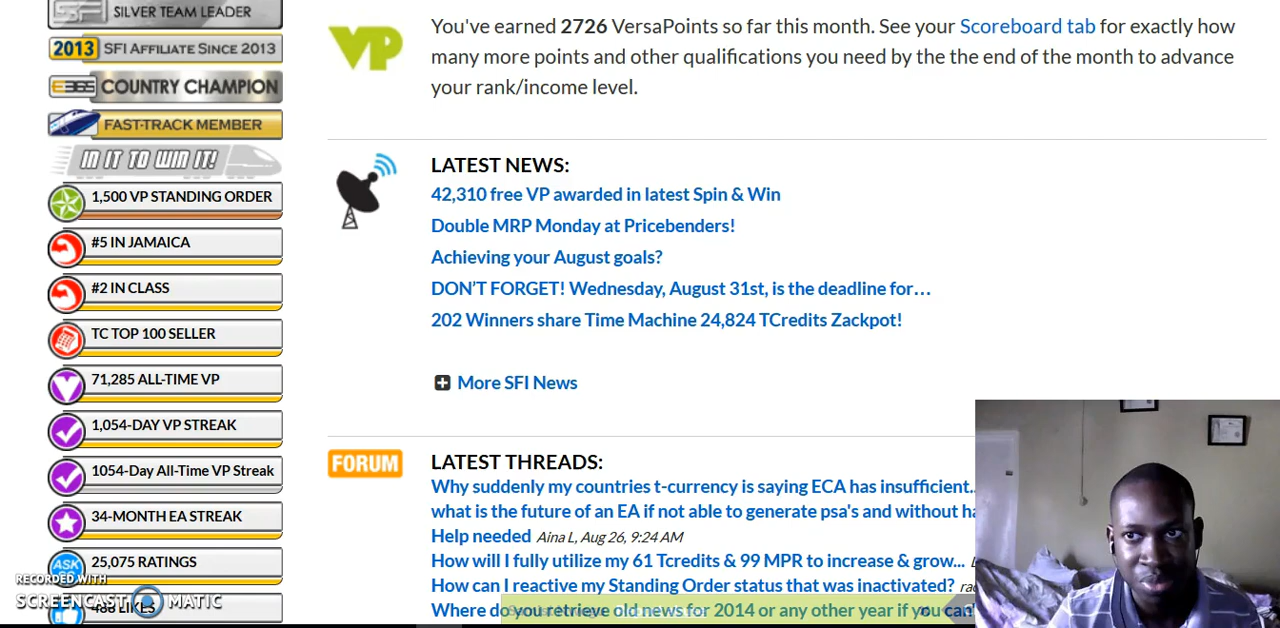 SFI SILVER TEAM LEADER
2013 SFI AFFILIATE SINCE 2013
E365 COUNTRY CHAMPION
FAST-TRACK MEMBER
IN IT TO WIN IT!
1,500 VP STANDING ORDER
#5 IN JAMAICA
#2 IN CLASS
TC TOP 100 SELLER
71,285 ALL-TIME VP
1,054-DAY VP STREAK
1054-Day All-Time VP Streak
34-MONTH EA STREAK
ASK
25,075 RATINGS
488 LIKES
RECORDED WITH
SCREENCAST MATIC
VP
You've earned 2726 VersaPoints so far this month. See your Scoreboard tab for exactly how
many more points and other qualifications you need by the the end of the month to advance
your rank/income level.
LATEST NEWS:
42,310 free VP awarded in latest Spin & Win
Double MRP Monday at Pricebenders!
Achieving your August goals?
DON'T FORGET! Wednesday, August 31st, is the deadline for…
202 Winners share Time Machine 24,824 TCredits Zackpot!
More SFI News
FORUM
LATEST THREADS:
Why suddenly my countries t-currency is saying ECA has insufficient..
what is the future of an EA if not able to generate psa's and without ha
Help needed Aina L, Aug 26, 9:24 AM
How will I fully utilize my 61 Tcredits & 99 MPR to increase & grow...
How can I reactive my Standing Order status that was inactivated?
Where do you retrieve old news for 2014 or any other year if you can'